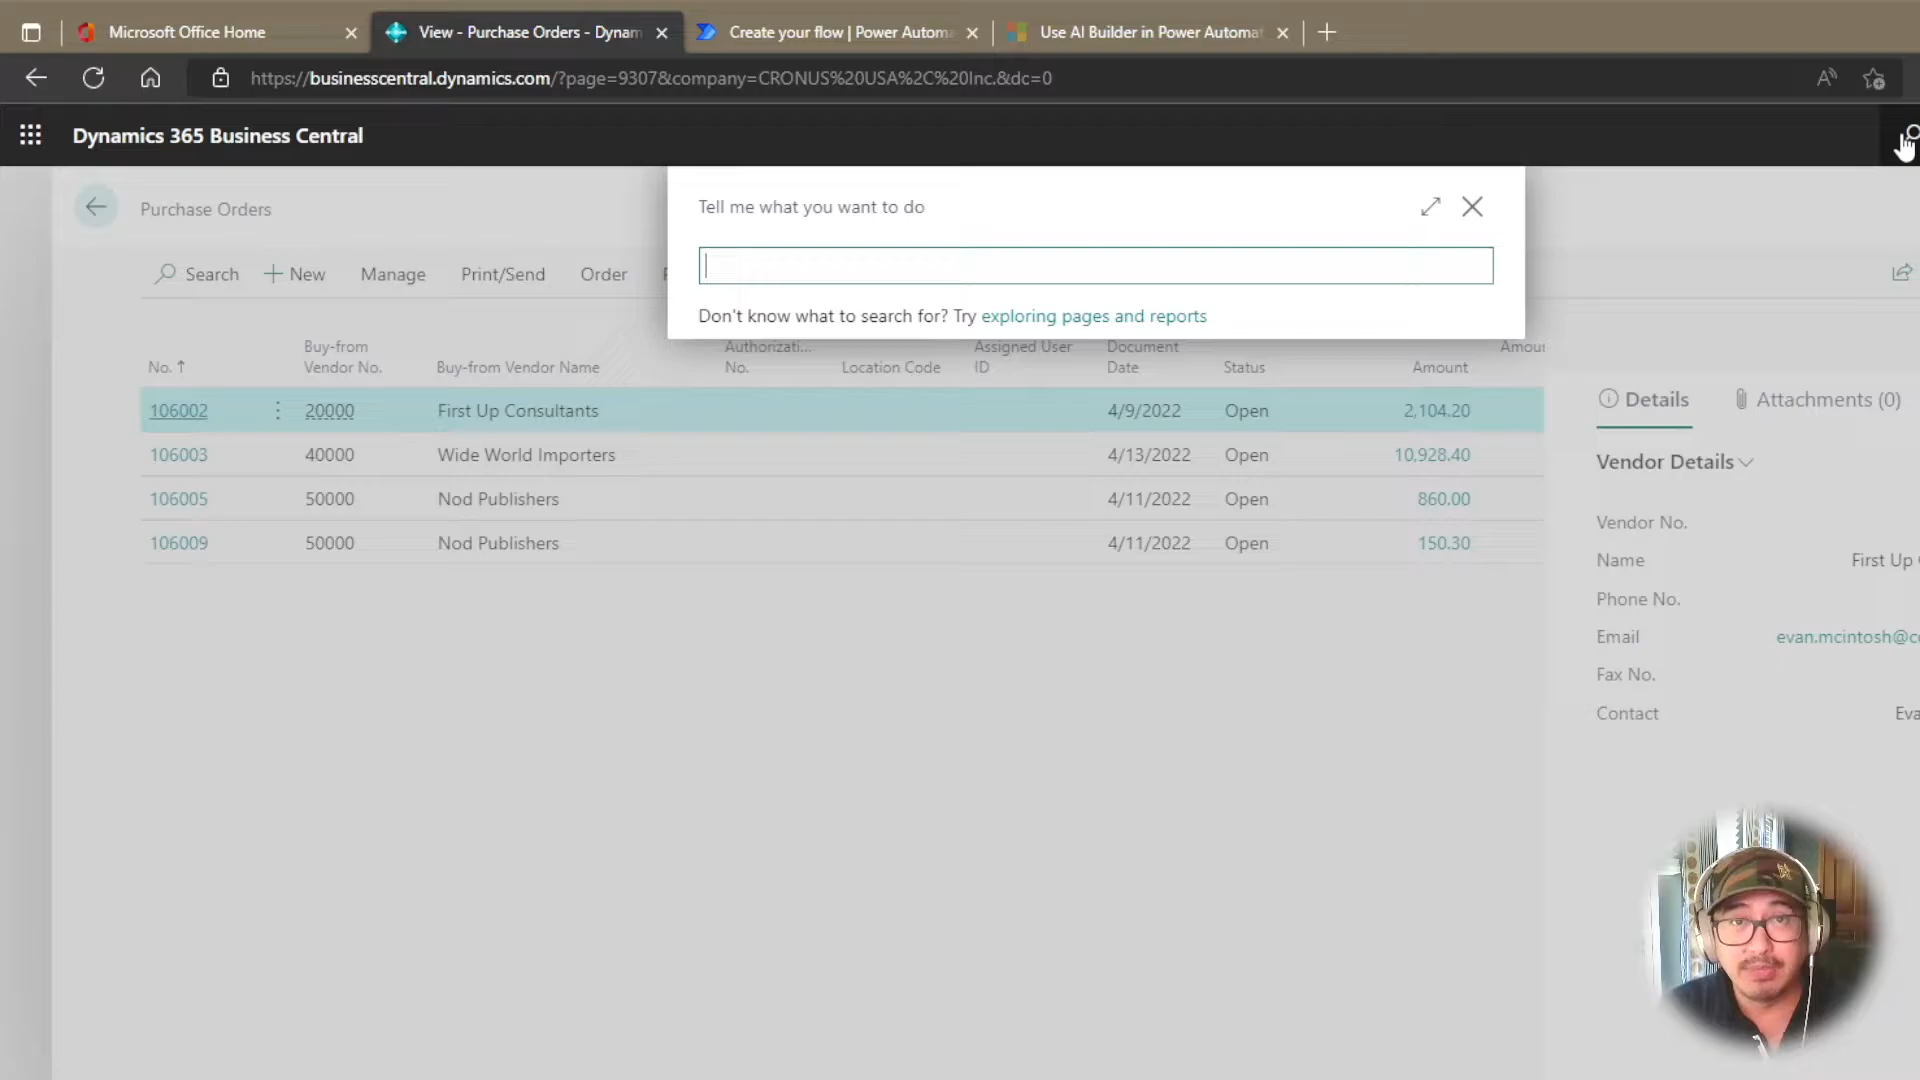 Microsoft Office Home
View - Purchase Orders - Dynam
Create your flow | Power Autom
Use AI Builder in Power Automat
https://businesscentral.dynamics.com/?page=9307&company=CRONUS%20USA%2C%20Inc.&dc=0
Dynamics 365 Business Central
Purchase Orders
Tell me what you want to do
Search
New
Manage
Print/Send
Order
Don't know what to search for? Try exploring pages and reports
No. ↑
Buy-from
Vendor No.
Buy-from Vendor Name
Authorizati...
No.
Location Code
Assigned User
ID
Document
Date
Status
Amount
Amour
106002 20000 First Up Consultants 4/9/2022 Open 2,104.20
106003 40000 Wide World Importers 4/13/2022 Open 10,928.40
106005 50000 Nod Publishers 4/11/2022 Open 860.00
106009 50000 Nod Publishers 4/11/2022 Open 150.30
Details
Attachments (0)
Vendor Details
Vendor No.
Name First Up
Phone No.
Email evan.mcintosh@c
Fax No.
Contact Eva